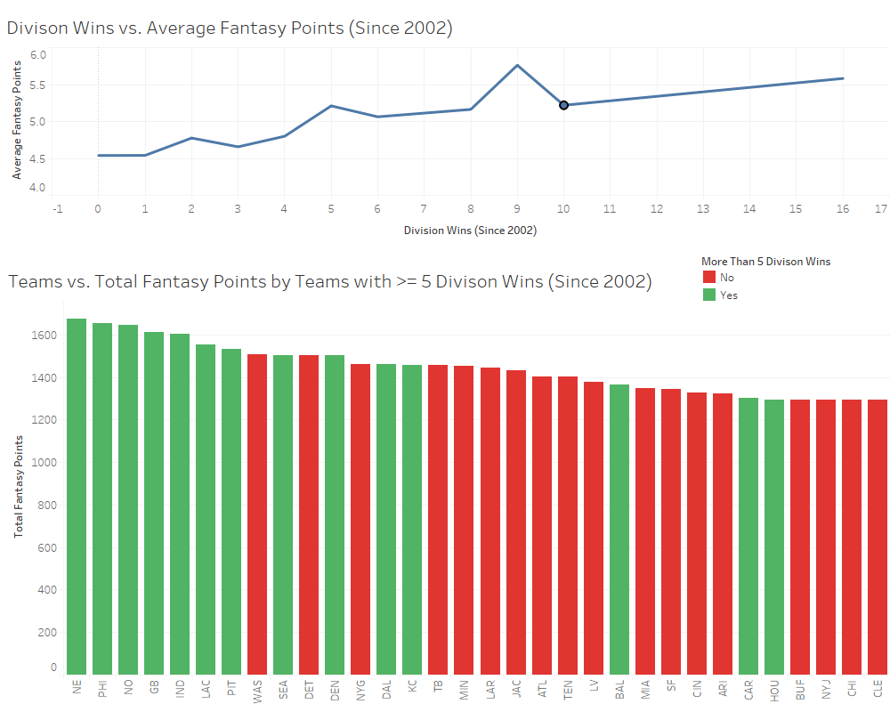 Divison Wins vs. Average Fantasy Points (Since 2002)
6.0
5.5
5.0
4.5
4.0
Average Fantasy Points
-1 0 1 2 3 4 5 6 7 8 9 10 11 12 13 14 15 16 17
Division Wins (Since 2002)
More Than 5 Divison Wins
No
Yes
Teams vs. Total Fantasy Points by Teams with >= 5 Divison Wins (Since 2002)
1600
1400
1200
1000
800
600
400
200
0
Total Fantasy Points
NE PHI NO GB IND LAC PIT WAS SEA DET DEN NYG DAL KC TB MIN LAR JAC ATL TEN LV BAL MIA SF CIN ARI CAR HOU BUF NYJ CHI CLE